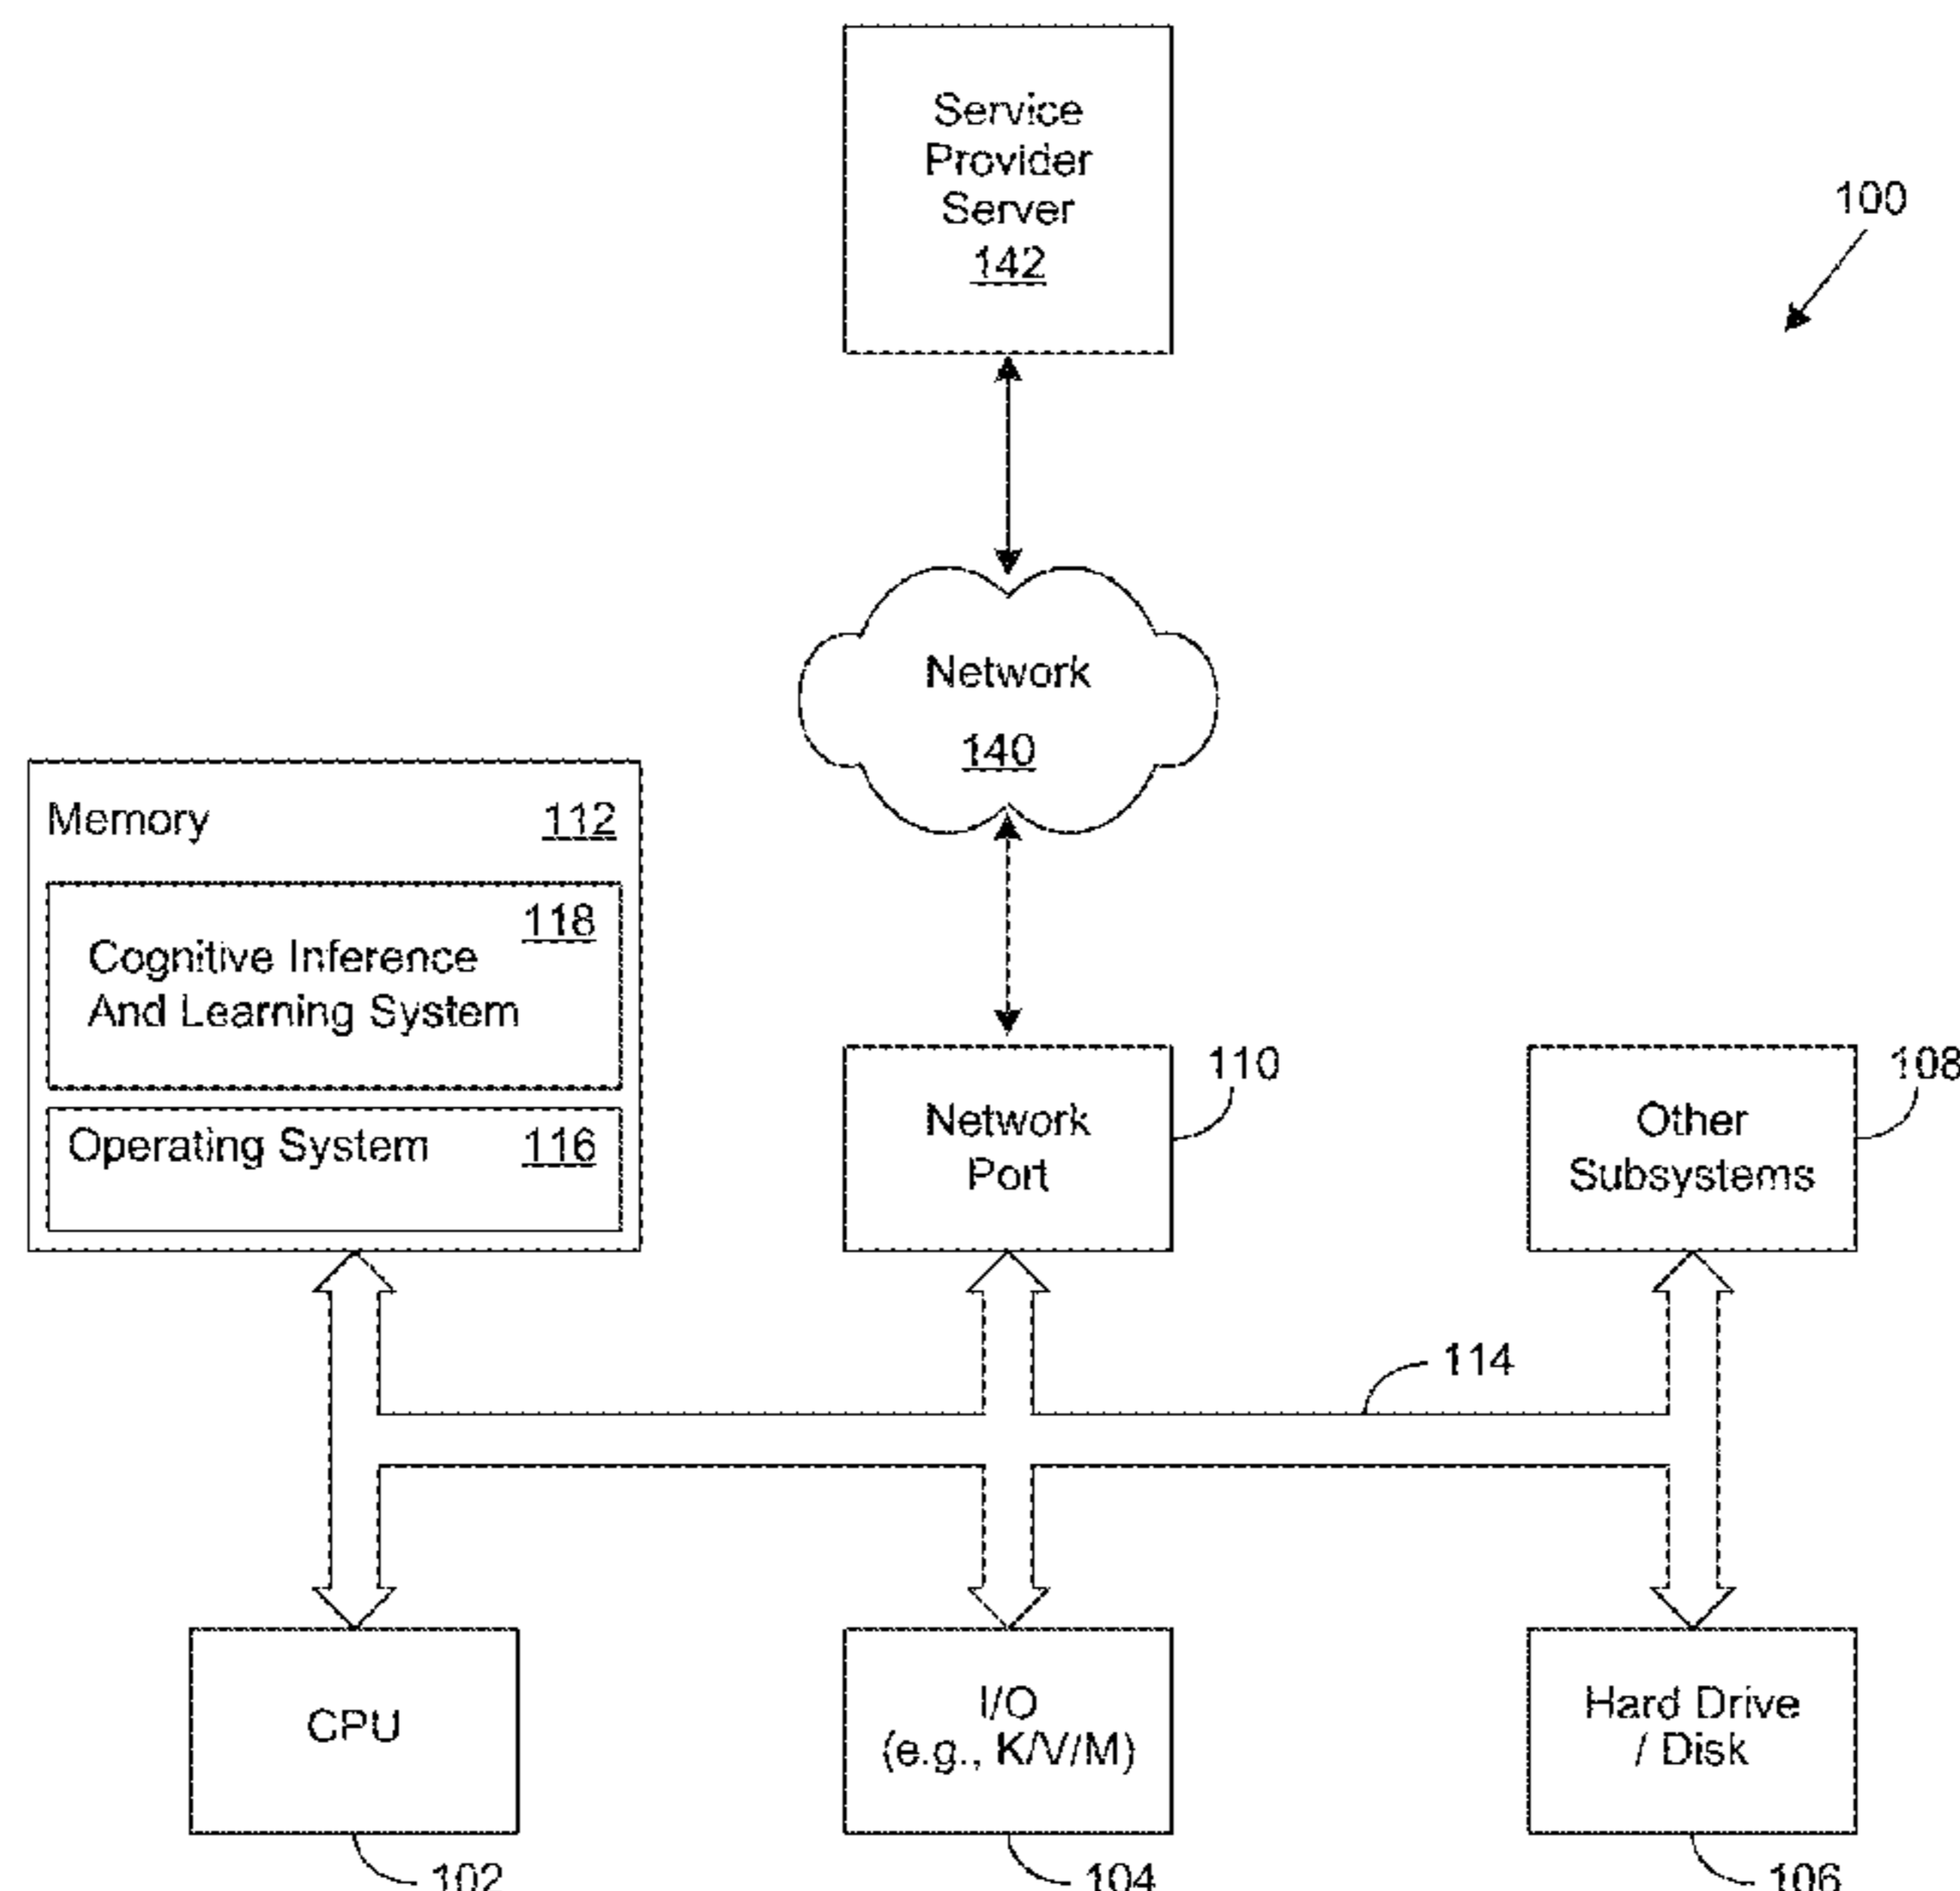 Service
Provider
Server
142
100
Network
140
Memory 112
118
Cognitive Inference
And Learning System
Operating System 116
Network
Port
110
Other
Subsystems
108
114
CPU
102
I/O
(e.g., K/V/M)
104
Hard Drive
/ Disk
106